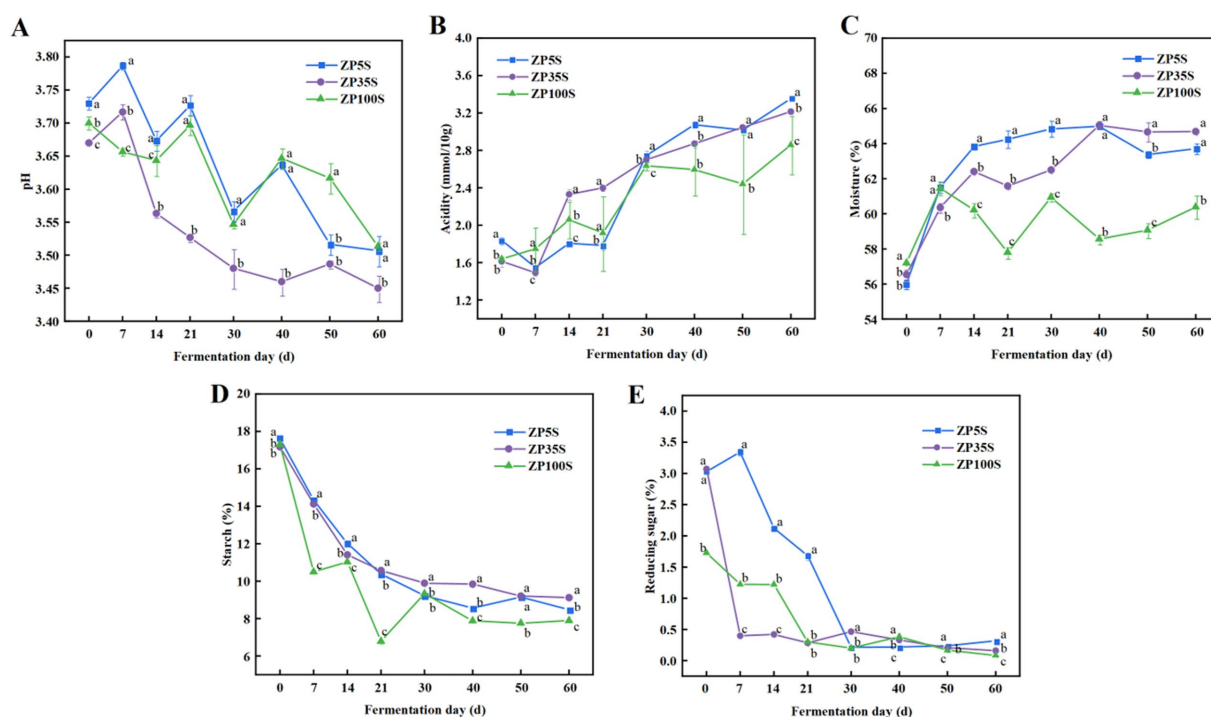 A
3.80
3.75
3.70
3.65
3.60
3.55
3.50
3.45
3.40
pH
ZP5S
ZP35S
ZP100S
a b c a b c a b c a b a b a a b a b a a b
0 7 14 21 30 40 50 60
Fermentation day (d)
B
4.0
3.6
3.2
2.8
2.4
2.0
1.6
1.2
Acidity (mmol/10g)
ZP5S
ZP35S
ZP100S
0 7 14 21 30 40 50 60
Fermentation day (d)
C
70
68
66
64
62
60
58
56
54
Moisture (%)
ZP5S
ZP35S
ZP100S
0 7 14 21 30 40 50 60
Fermentation day (d)
D
20
18
16
14
12
10
8
6
Starch (%)
ZP5S
ZP35S
ZP100S
0 7 14 21 30 40 50 60
Fermentation day (d)
E
4.0
3.5
3.0
2.5
2.0
1.5
1.0
0.5
0.0
Reducing sugar (%)
ZP5S
ZP35S
ZP100S
0 7 14 21 30 40 50 60
Fermentation day (d)